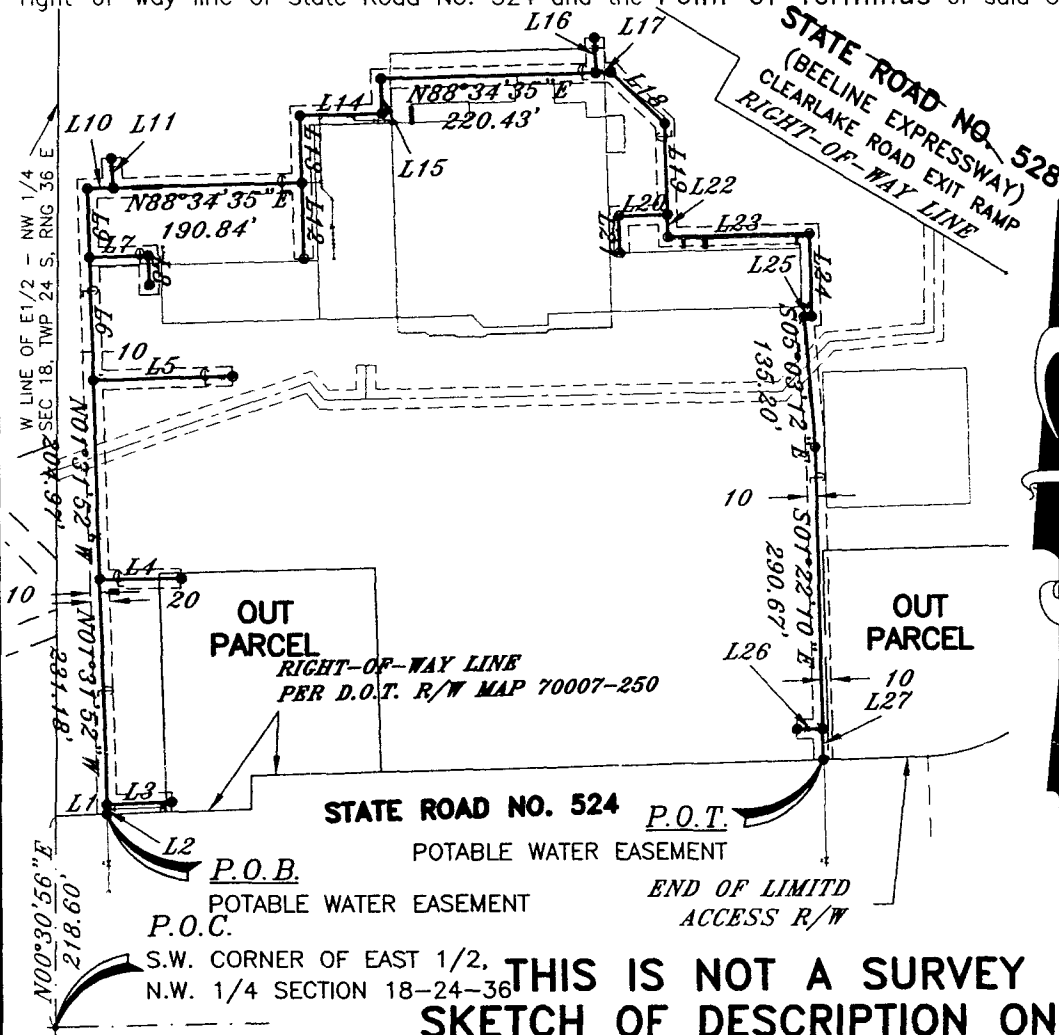 right-of-way line of State Road No. 524 and the Point of Terminus of said
STATE ROAD NO. 528
(BEELINE EXPRESSWAY)
CLEARLAKE ROAD EXIT RAMP
RIGHT-OF-WAY LINE
L16
L17
L18
N88°34'35"E
220.43'
L14
L15
L13
L10
L11
N88°34'35"E
190.84'
L12
L9
L7
L8
L19
L20
L22
L21
L23
L24
L25
L6
10
L5
W LINE OF E1/2 - NW 1/4
SEC 18, TWP 24 S, RNG 36 E
N01°31'52"W
204.97'
S05°03'12"E
135.20'
10
S01°22'10"E
290.67'
L4
10
20
OUT
PARCEL
OUT
PARCEL
N01°31'52"W
231.18'
RIGHT-OF-WAY LINE
PER D.O.T. R/W MAP 70007-250
L26
10
L27
L1
L3
L2
STATE ROAD NO. 524
P.O.T.
POTABLE WATER EASEMENT
P.O.B.
POTABLE WATER EASEMENT
END OF LIMITD
ACCESS R/W
N00°30'56"E
218.60'
P.O.C.
S.W. CORNER OF EAST 1/2,
N.W. 1/4 SECTION 18-24-36
THIS IS NOT A SURVEY
SKETCH OF DESCRIPTION ON